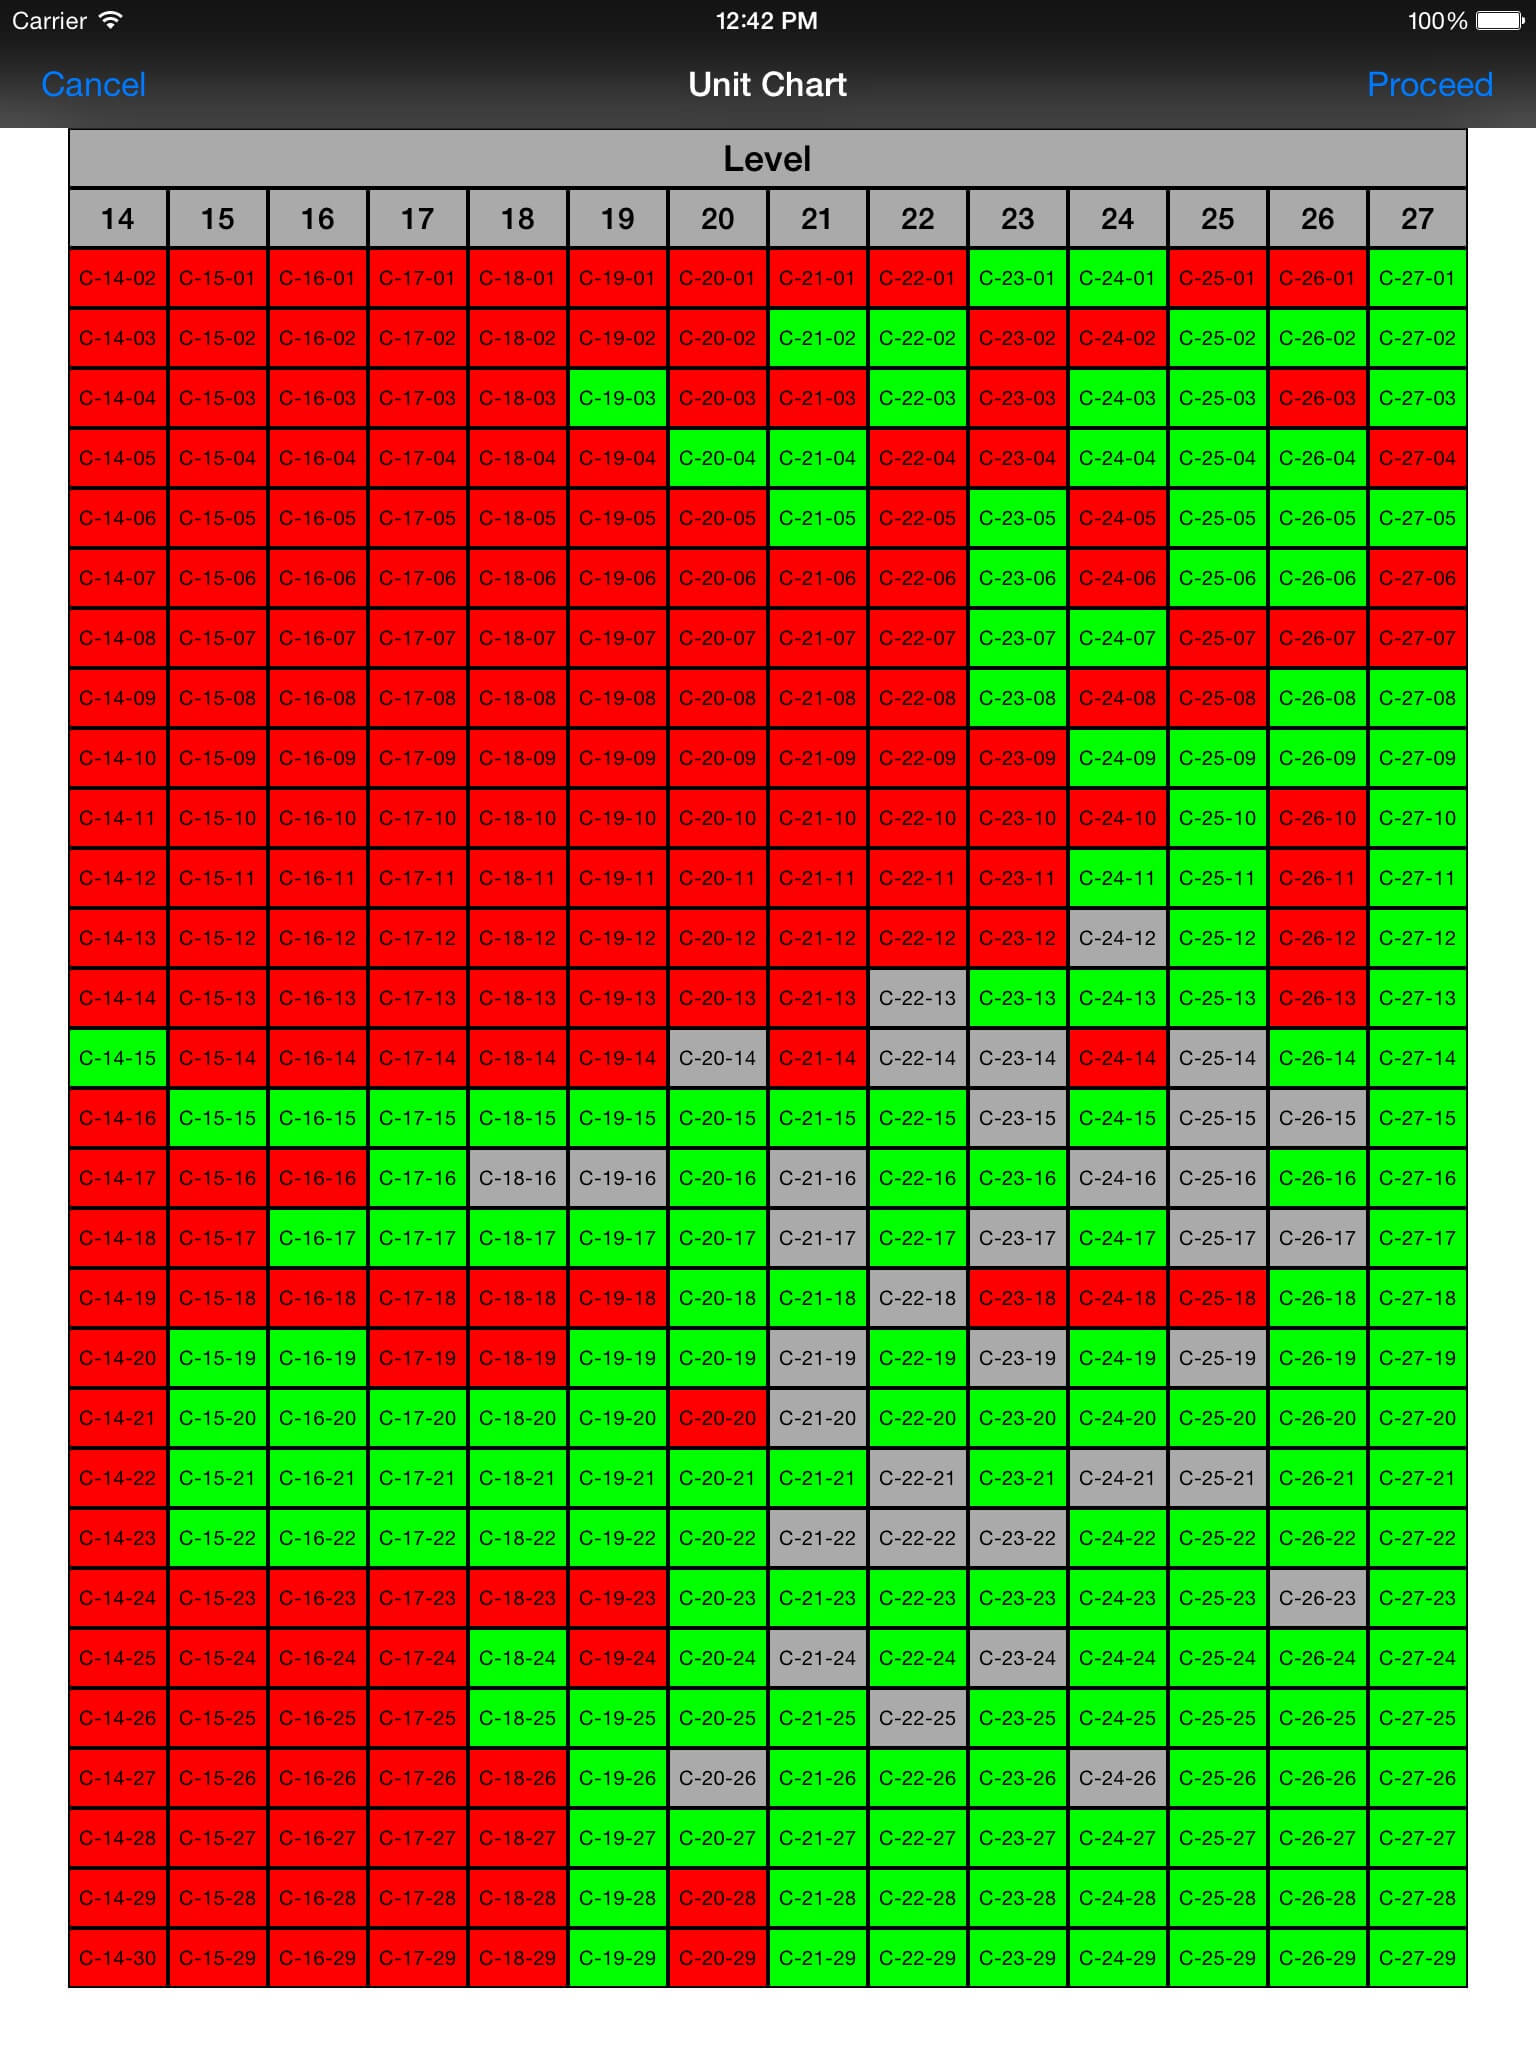 Carrier 12:42 PM 100%
Cancel Unit Chart Proceed
Level
14 15 16 17 18 19 20 21 22 23 24 25 26 27
C-14-02 C-15-01 C-16-01 C-17-01 C-18-01 C-19-01 C-20-01 C-21-01 C-22-01 C-23-01 C-24-01 C-25-01 C-26-01 C-27-01
C-14-03 C-15-02 C-16-02 C-17-02 C-18-02 C-19-02 C-20-02 C-21-02 C-22-02 C-23-02 C-24-02 C-25-02 C-26-02 C-27-02
C-14-04 C-15-03 C-16-03 C-17-03 C-18-03 C-19-03 C-20-03 C-21-03 C-22-03 C-23-03 C-24-03 C-25-03 C-26-03 C-27-03
C-14-05 C-15-04 C-16-04 C-17-04 C-18-04 C-19-04 C-20-04 C-21-04 C-22-04 C-23-04 C-24-04 C-25-04 C-26-04 C-27-04
C-14-06 C-15-05 C-16-05 C-17-05 C-18-05 C-19-05 C-20-05 C-21-05 C-22-05 C-23-05 C-24-05 C-25-05 C-26-05 C-27-05
C-14-07 C-15-06 C-16-06 C-17-06 C-18-06 C-19-06 C-20-06 C-21-06 C-22-06 C-23-06 C-24-06 C-25-06 C-26-06 C-27-06
C-14-08 C-15-07 C-16-07 C-17-07 C-18-07 C-19-07 C-20-07 C-21-07 C-22-07 C-23-07 C-24-07 C-25-07 C-26-07 C-27-07
C-14-09 C-15-08 C-16-08 C-17-08 C-18-08 C-19-08 C-20-08 C-21-08 C-22-08 C-23-08 C-24-08 C-25-08 C-26-08 C-27-08
C-14-10 C-15-09 C-16-09 C-17-09 C-18-09 C-19-09 C-20-09 C-21-09 C-22-09 C-23-09 C-24-09 C-25-09 C-26-09 C-27-09
C-14-11 C-15-10 C-16-10 C-17-10 C-18-10 C-19-10 C-20-10 C-21-10 C-22-10 C-23-10 C-24-10 C-25-10 C-26-10 C-27-10
C-14-12 C-15-11 C-16-11 C-17-11 C-18-11 C-19-11 C-20-11 C-21-11 C-22-11 C-23-11 C-24-11 C-25-11 C-26-11 C-27-11
C-14-13 C-15-12 C-16-12 C-17-12 C-18-12 C-19-12 C-20-12 C-21-12 C-22-12 C-23-12 C-24-12 C-25-12 C-26-12 C-27-12
C-14-14 C-15-13 C-16-13 C-17-13 C-18-13 C-19-13 C-20-13 C-21-13 C-22-13 C-23-13 C-24-13 C-25-13 C-26-13 C-27-13
C-14-15 C-15-14 C-16-14 C-17-14 C-18-14 C-19-14 C-20-14 C-21-14 C-22-14 C-23-14 C-24-14 C-25-14 C-26-14 C-27-14
C-14-16 C-15-15 C-16-15 C-17-15 C-18-15 C-19-15 C-20-15 C-21-15 C-22-15 C-23-15 C-24-15 C-25-15 C-26-15 C-27-15
C-14-17 C-15-16 C-16-16 C-17-16 C-18-16 C-19-16 C-20-16 C-21-16 C-22-16 C-23-16 C-24-16 C-25-16 C-26-16 C-27-16
C-14-18 C-15-17 C-16-17 C-17-17 C-18-17 C-19-17 C-20-17 C-21-17 C-22-17 C-23-17 C-24-17 C-25-17 C-26-17 C-27-17
C-14-19 C-15-18 C-16-18 C-17-18 C-18-18 C-19-18 C-20-18 C-21-18 C-22-18 C-23-18 C-24-18 C-25-18 C-26-18 C-27-18
C-14-20 C-15-19 C-16-19 C-17-19 C-18-19 C-19-19 C-20-19 C-21-19 C-22-19 C-23-19 C-24-19 C-25-19 C-26-19 C-27-19
C-14-21 C-15-20 C-16-20 C-17-20 C-18-20 C-19-20 C-20-20 C-21-20 C-22-20 C-23-20 C-24-20 C-25-20 C-26-20 C-27-20
C-14-22 C-15-21 C-16-21 C-17-21 C-18-21 C-19-21 C-20-21 C-21-21 C-22-21 C-23-21 C-24-21 C-25-21 C-26-21 C-27-21
C-14-23 C-15-22 C-16-22 C-17-22 C-18-22 C-19-22 C-20-22 C-21-22 C-22-22 C-23-22 C-24-22 C-25-22 C-26-22 C-27-22
C-14-24 C-15-23 C-16-23 C-17-23 C-18-23 C-19-23 C-20-23 C-21-23 C-22-23 C-23-23 C-24-23 C-25-23 C-26-23 C-27-23
C-14-25 C-15-24 C-16-24 C-17-24 C-18-24 C-19-24 C-20-24 C-21-24 C-22-24 C-23-24 C-24-24 C-25-24 C-26-24 C-27-24
C-14-26 C-15-25 C-16-25 C-17-25 C-18-25 C-19-25 C-20-25 C-21-25 C-22-25 C-23-25 C-24-25 C-25-25 C-26-25 C-27-25
C-14-27 C-15-26 C-16-26 C-17-26 C-18-26 C-19-26 C-20-26 C-21-26 C-22-26 C-23-26 C-24-26 C-25-26 C-26-26 C-27-26
C-14-28 C-15-27 C-16-27 C-17-27 C-18-27 C-19-27 C-20-27 C-21-27 C-22-27 C-23-27 C-24-27 C-25-27 C-26-27 C-27-27
C-14-29 C-15-28 C-16-28 C-17-28 C-18-28 C-19-28 C-20-28 C-21-28 C-22-28 C-23-28 C-24-28 C-25-28 C-26-28 C-27-28
C-14-30 C-15-29 C-16-29 C-17-29 C-18-29 C-19-29 C-20-29 C-21-29 C-22-29 C-23-29 C-24-29 C-25-29 C-26-29 C-27-29